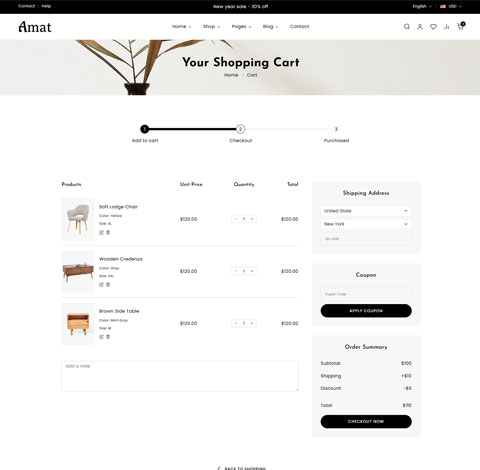 Contact Help New year sale - 30% off English USD
Amat Home Shop Pages Blog Contact
Your Shopping Cart
Home / Cart
1 2 3
Add to cart Checkout Purchased
Products Unit Price Quantity Total
Soft Lodge Chair
Color: Yellow
Size: XL
$120.00 - 1 + $120.00
Wooden Credenza
Color: Gray
Size: XXL
$120.00 - 1 + $120.00
Brown Side Table
Color: Mint Gray
Size: M
$120.00 - 1 + $120.00
Add a note
Shipping Address
United State
New York
zip code
Coupon
Coupon Code
APPLY COUPON
Order Summary
Subtotal $100
Shipping +$10
Discount -$0
Total $110
CHECKOUT NOW
BACK TO SHOPPING